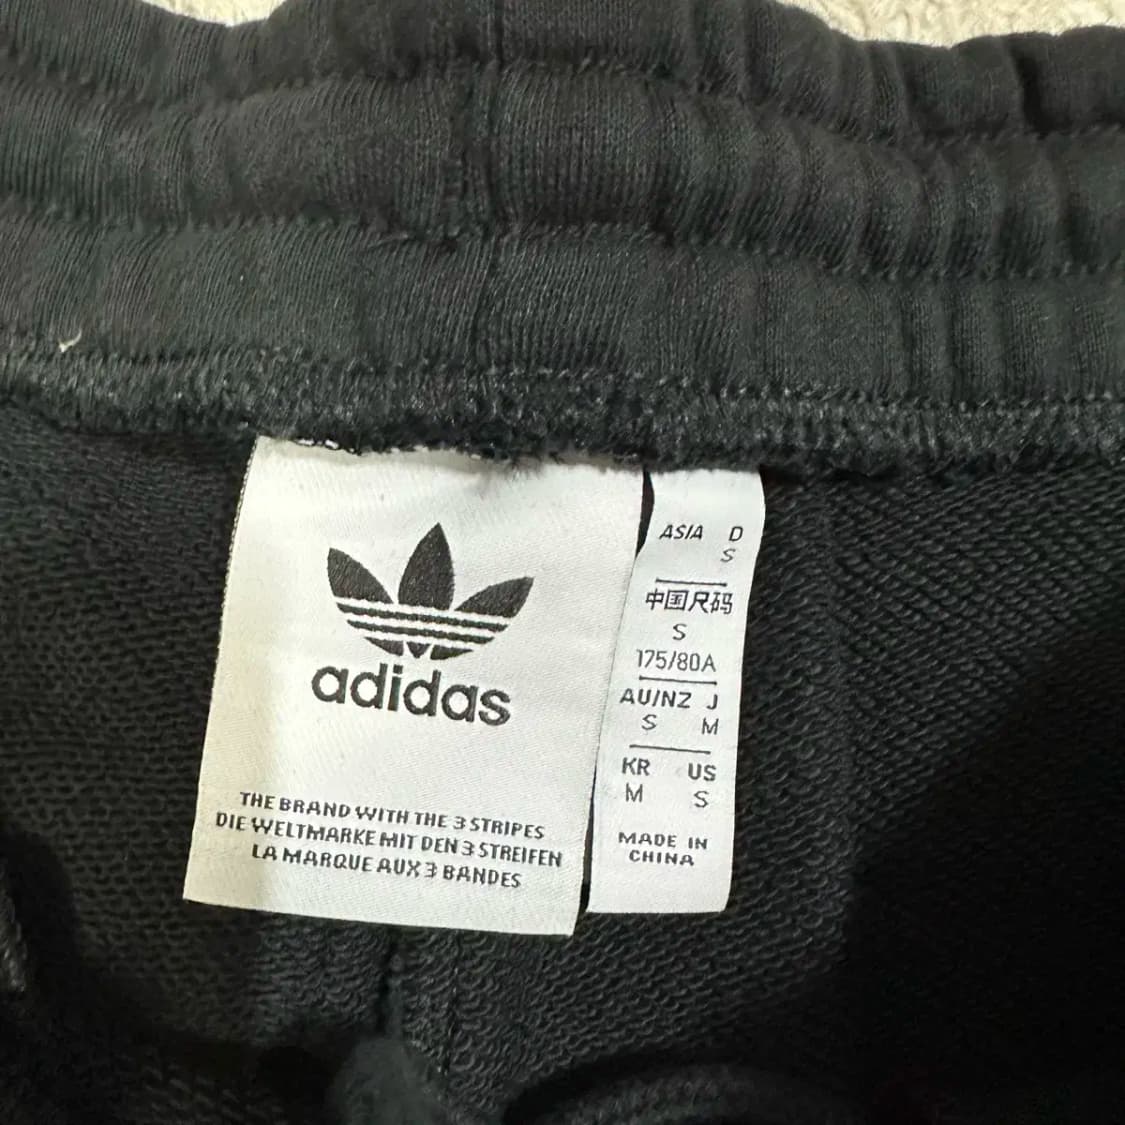 adidas
THE BRAND WITH THE 3 STRIPES
DIE WELTMARKE MIT DEN 3 STREIFEN
LA MARQUE AUX 3 BANDES
ASIA D
S
中国尺码
S
175/80A
AU/NZ J
S M
KR US
M S
MADE IN
CHINA